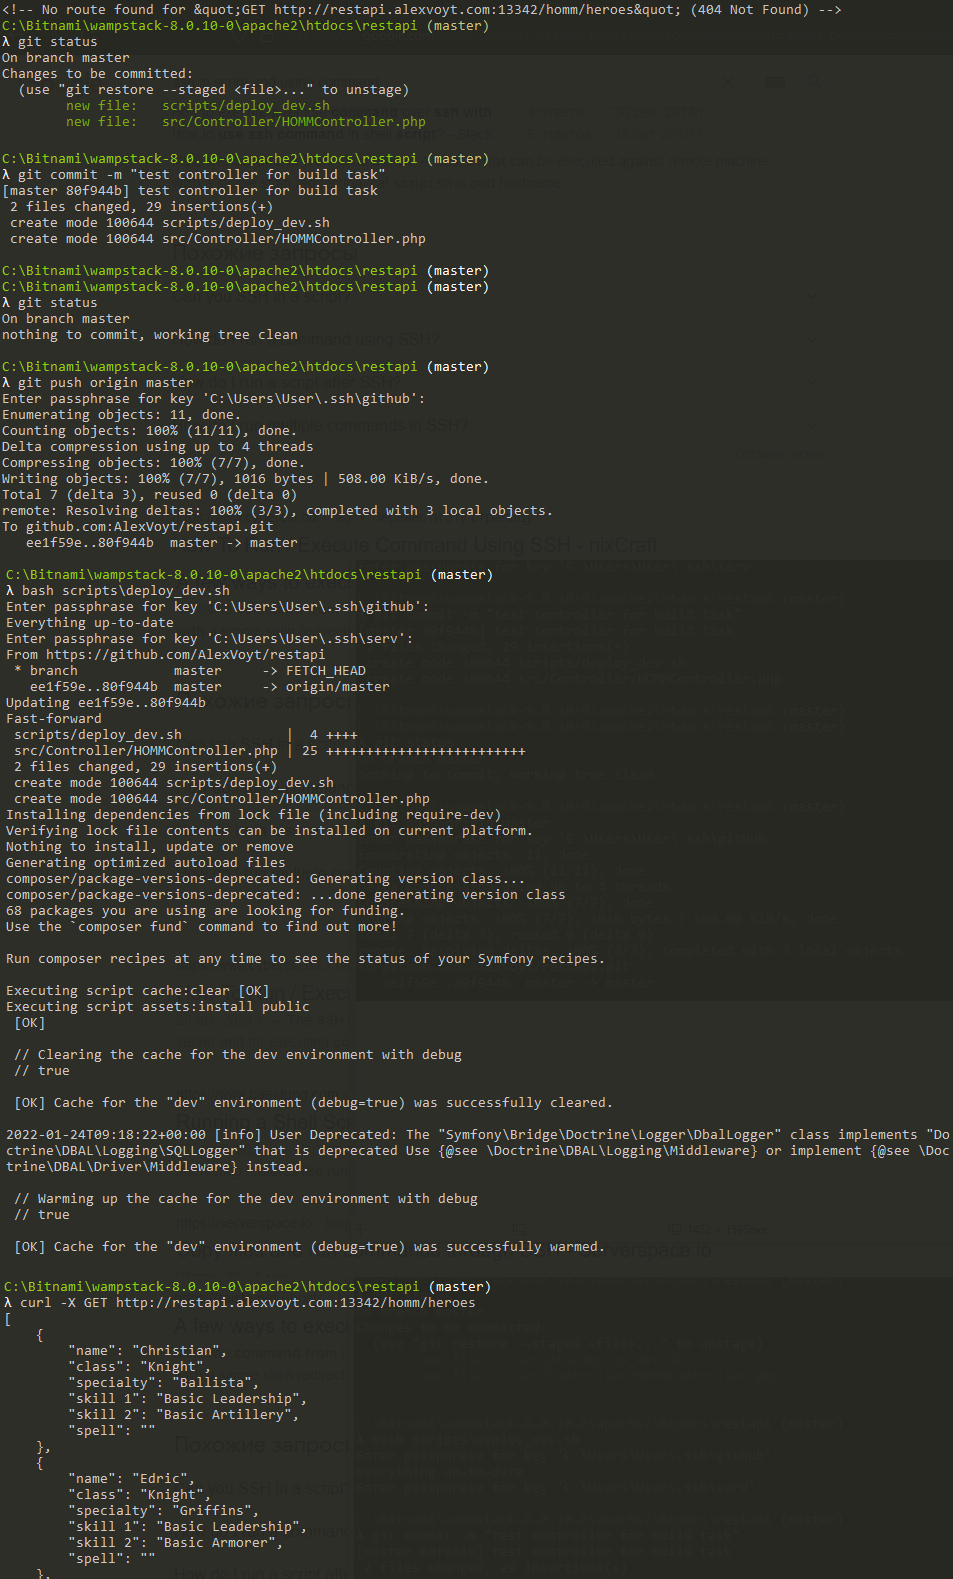 <!-- No route found for &quot;GET http://restapi.alexvoyt.com:13342/homm/heroes&quot; (404 Not Found) -->
C:\Bitnami\wampstack-8.0.10-0\apache2\htdocs\restapi (master)
λ git status
On branch master
Changes to be committed:
  (use "git restore --staged <file>..." to unstage)
        new file:   scripts/deploy_dev.sh
        new file:   src/Controller/HOMMController.php

C:\Bitnami\wampstack-8.0.10-0\apache2\htdocs\restapi (master)
λ git commit -m "test controller for build task"
[master 80f944b] test controller for build task
 2 files changed, 29 insertions(+)
 create mode 100644 scripts/deploy_dev.sh
 create mode 100644 src/Controller/HOMMController.php

C:\Bitnami\wampstack-8.0.10-0\apache2\htdocs\restapi (master)
C:\Bitnami\wampstack-8.0.10-0\apache2\htdocs\restapi (master)
λ git status
On branch master
nothing to commit, working tree clean

C:\Bitnami\wampstack-8.0.10-0\apache2\htdocs\restapi (master)
λ git push origin master
Enter passphrase for key 'C:\Users\User\.ssh\github':
Enumerating objects: 11, done.
Counting objects: 100% (11/11), done.
Delta compression using up to 4 threads
Compressing objects: 100% (7/7), done.
Writing objects: 100% (7/7), 1016 bytes | 508.00 KiB/s, done.
Total 7 (delta 3), reused 0 (delta 0)
remote: Resolving deltas: 100% (3/3), completed with 3 local objects.
To github.com:AlexVoyt/restapi.git
   ee1f59e..80f944b  master -> master

C:\Bitnami\wampstack-8.0.10-0\apache2\htdocs\restapi (master)
λ bash scripts\deploy_dev.sh
Enter passphrase for key 'C:\Users\User\.ssh\github':
Everything up-to-date
Enter passphrase for key 'C:\Users\User\.ssh\serv':
From https://github.com/AlexVoyt/restapi
 * branch            master     -> FETCH_HEAD
   ee1f59e..80f944b  master     -> origin/master
Updating ee1f59e..80f944b
Fast-forward
 scripts/deploy_dev.sh             |  4 ++++
 src/Controller/HOMMController.php | 25 +++++++++++++++++++++++++
 2 files changed, 29 insertions(+)
 create mode 100644 scripts/deploy_dev.sh
 create mode 100644 src/Controller/HOMMController.php
Installing dependencies from lock file (including require-dev)
Verifying lock file contents can be installed on current platform.
Nothing to install, update or remove
Generating optimized autoload files
composer/package-versions-deprecated: Generating version class...
composer/package-versions-deprecated: ...done generating version class
68 packages you are using are looking for funding.
Use the `composer fund` command to find out more!

Run composer recipes at any time to see the status of your Symfony recipes.

Executing script cache:clear [OK]
Executing script assets:install public
 [OK]

 // Clearing the cache for the dev environment with debug
 // true

 [OK] Cache for the "dev" environment (debug=true) was successfully cleared.

2022-01-24T09:18:22+00:00 [info] User Deprecated: The "Symfony\Bridge\Doctrine\Logger\DbalLogger" class implements "Do
ctrine\DBAL\Logging\SQLLogger" that is deprecated Use {@see \Doctrine\DBAL\Logging\Middleware} or implement {@see \Doc
trine\DBAL\Driver\Middleware} instead.

 // Warming up the cache for the dev environment with debug
 // true

 [OK] Cache for the "dev" environment (debug=true) was successfully warmed.

C:\Bitnami\wampstack-8.0.10-0\apache2\htdocs\restapi (master)
λ curl -X GET http://restapi.alexvoyt.com:13342/homm/heroes
[
    {
        "name": "Christian",
        "class": "Knight",
        "specialty": "Ballista",
        "skill 1": "Basic Leadership",
        "skill 2": "Basic Artillery",
        "spell": ""
    },
    {
        "name": "Edric",
        "class": "Knight",
        "specialty": "Griffins",
        "skill 1": "Basic Leadership",
        "skill 2": "Basic Armorer",
        "spell": ""
    },